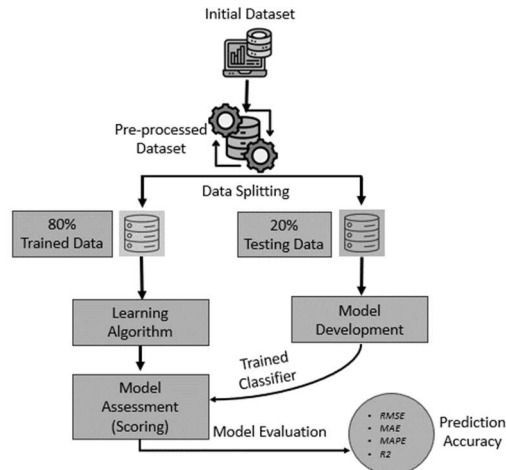 Initial Dataset
Pre-processed
Dataset
Data Splitting
80%
Trained Data
20%
Testing Data
Learning
Algorithm
Model
Development
Trained
Classifier
Model
Assessment
(Scoring)
Model Evaluation
• RMSE
• MAE
• MAPE
• R2
Prediction
Accuracy